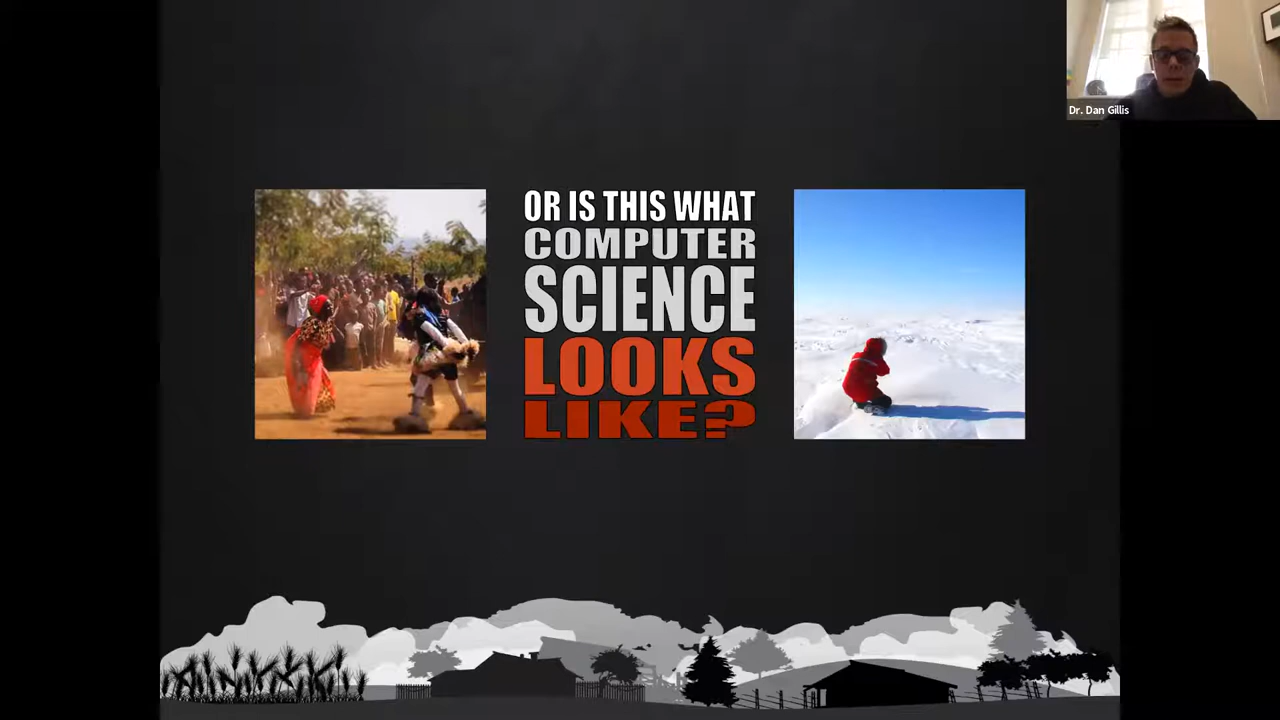 Dr. Dan Gillis
OR IS THIS WHAT
COMPUTER
SCIENCE
LOOKS
LIKE?